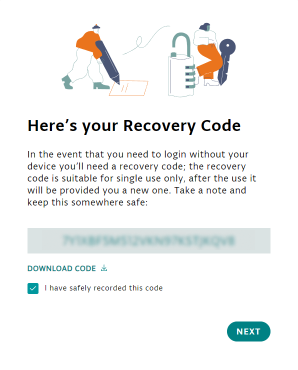 Here's your Recovery Code
In the event that you need to login without your
device you'll need a recovery code; the recovery
code is suitable for single use only, after the use it
will be provided you a new one. Take a note and
keep this somewhere safe:
DOWNLOAD CODE
I have safely recorded this code
NEXT